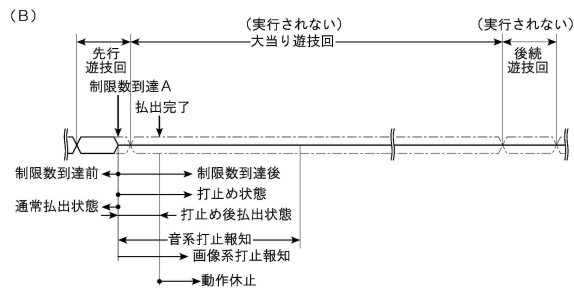 （B）
（実行されない）
（実行されない）
先行
遊技回
大当り遊技回
後続
遊技回
制限数到達A
払出完了
制限数到達前
制限数到達後
打止め状態
通常払出状態
打止め後払出状態
音系打止報知
画像系打止報知
動作休止